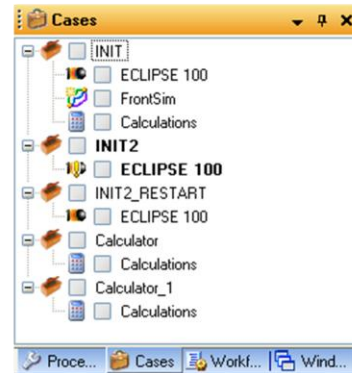 Cases
INIT
ECLIPSE 100
FrontSim
Calculations
INIT2
ECLIPSE 100
INIT2_RESTART
ECLIPSE 100
Calculator
Calculations
Calculator_1
Calculations
Proce... Cases Workf... Wind...